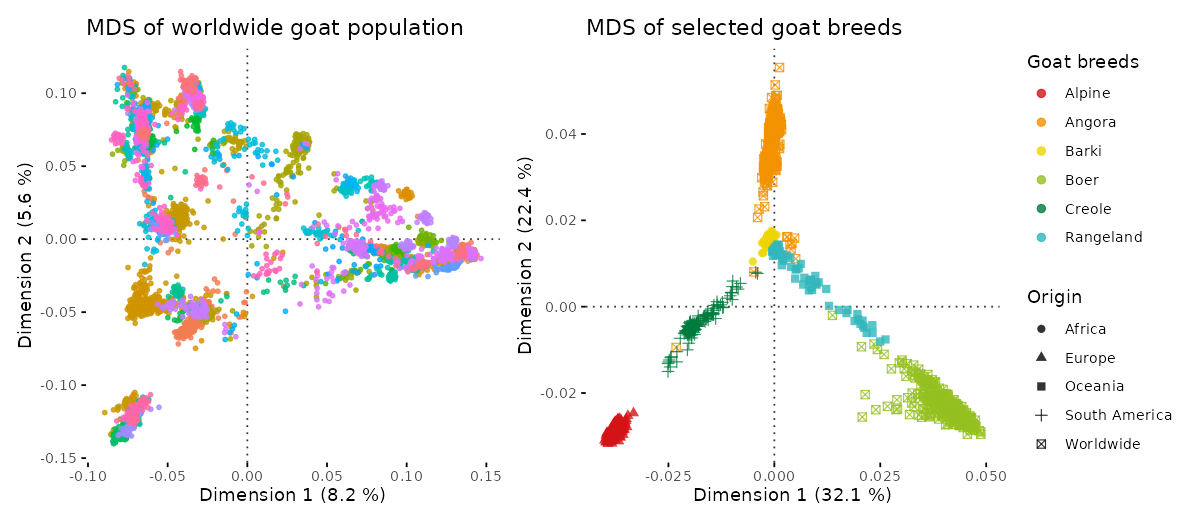 MDS of worldwide goat population
0.10
0.05
0.00
-0.05
-0.10
-0.15
-0.10
-0.05
0.00
0.05
0.10
0.15
Dimension 1 (8.2 %)
Dimension 2 (5.6 %)
MDS of selected goat breeds
0.04
0.02
0.00
-0.02
-0.025
0.000
0.025
0.050
Dimension 1 (32.1 %)
Dimension 2 (22.4 %)
Goat breeds
Alpine
Angora
Barki
Boer
Creole
Rangeland
Origin
Africa
Europe
Oceania
South America
Worldwide